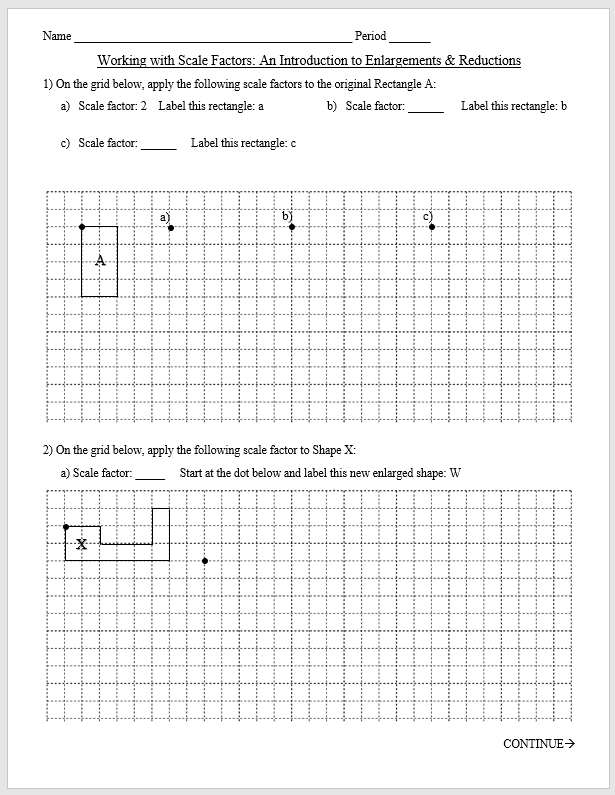 Name ____________________ Period _______
Working with Scale Factors: An Introduction to Enlargements & Reductions
1) On the grid below, apply the following scale factors to the original Rectangle A:
a) Scale factor: 2 Label this rectangle: a b) Scale factor: ______ Label this rectangle: b
c) Scale factor: ______ Label this rectangle: c
a) b) c)
A
2) On the grid below, apply the following scale factor to Shape X:
a) Scale factor: _____ Start at the dot below and label this new enlarged shape: W
X
CONTINUE→